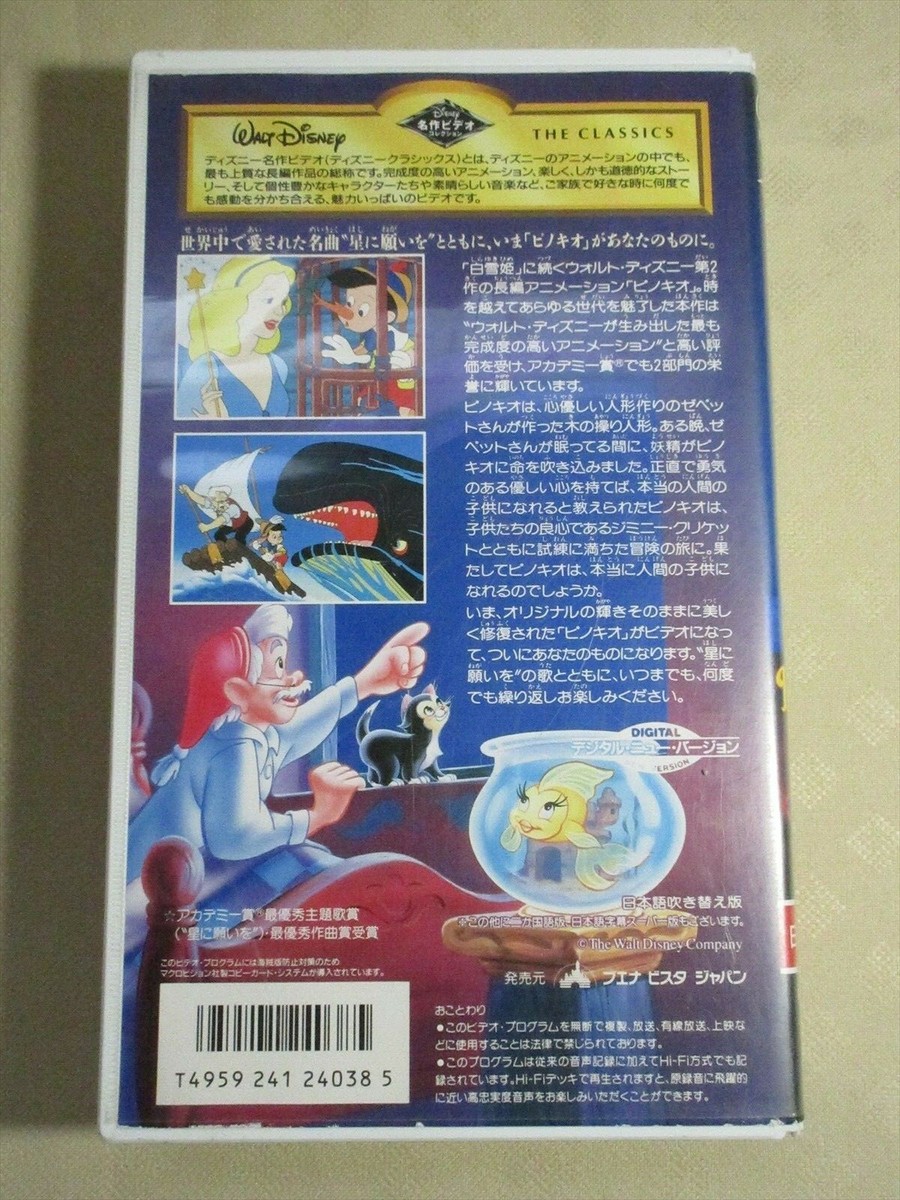 Disney
名作ビデオ
コレクション
WALT DISNEY
THE CLASSICS
ディズニー名作ビデオ(ディズニークラシックス)とは、ディズニーのアニメーションの中でも、
最も上質な長編作品の総称です。完成度の高いアニメーション、楽しく、しかも道徳的なストー
リー、そして個性豊かなキャラクターたちや素晴らしい音楽など、ご家族で好きな時に何度で
も感動を分かち合える、魅力いっぱいのビデオです。
世界中で愛された名曲“星に願いを”とともに、いま「ピノキオ」があなたのものに。
「白雪姫」に続くウォルト・ディズニー第2
作の長編アニメーション「ピノキオ」。時
を越えてあらゆる世代を魅了した本作は
“ウォルト・ディズニーが生み出した最も
完成度の高いアニメーション”と高い評
価を受け、アカデミー賞®でも2部門の栄
誉に輝いています。
ピノキオは、心優しい人形作りのゼペッ
トさんが作った木の操り人形。ある晩、ゼ
ペットさんが眠ってる間に、妖精がピノ
キオに命を吹き込みました。正直で勇気
のある優しい心を持てば、本当の人間の
子供になれると教えられたピノキオは、
子供たちの良心であるジミニー・クリケッ
トとともに試練に満ちた冒険の旅に。果
たしてピノキオは、本当に人間の子供に
なれるのでしょうか。
いま、オリジナルの輝きそのままに美し
く修復された「ピノキオ」がビデオになっ
て、ついにあなたのものになります。“星に
願いを”の歌とともに、いつまでも、何度
でも繰り返しお楽しみください。
DIGITAL
デジタル・ニュー・バージョン
VERSION
☆アカデミー賞®最優秀主題歌賞
(“星に願いを”)・最優秀作曲賞受賞
日本語吹き替え版
※この他に二カ国語版、日本語字幕スーパー版もございます。
©The Walt Disney Company
このビデオ・プログラムには海賊版防止対策のため
マクロビジョン社製コピーガード・システムが導入されています。
発売元 ブエナ ビスタ ジャパン
おことわり
●このビデオ・プログラムを無断で複製、放送、有線放送、上映な
どに使用することは法律で禁じられております。
●このプログラムは従来の音声記録に加えてHi-Fi方式でも記
録されています。Hi-Fiデッキで再生されますと、原録音に飛躍的
に近い高忠実度音声をお楽しみいただくことができます。
T4959 241 24038 5